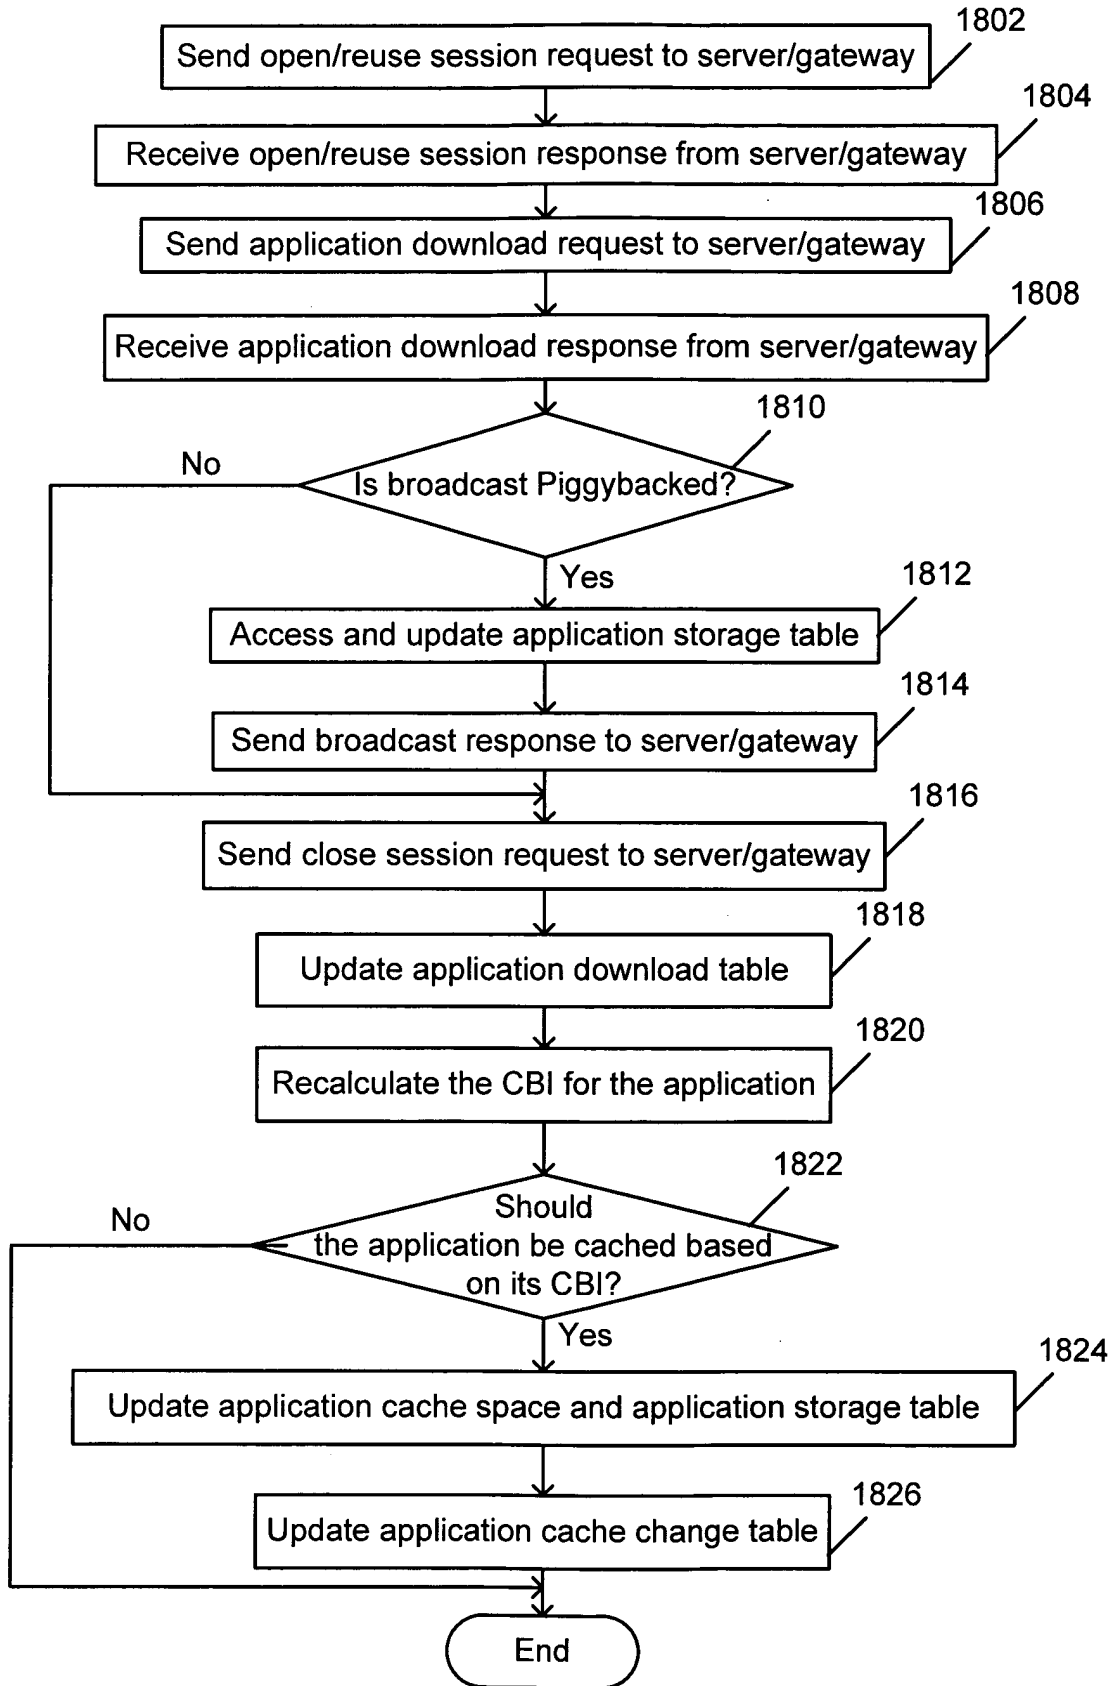 1802
Send open/reuse session request to server/gateway
1804
Receive open/reuse session response from server/gateway
1806
Send application download request to server/gateway
1808
Receive application download response from server/gateway
1810
No
Is broadcast Piggybacked?
Yes
1812
Access and update application storage table
1814
Send broadcast response to server/gateway
1816
Send close session request to server/gateway
1818
Update application download table
1820
Recalculate the CBI for the application
1822
No
Should
the application be cached based
on its CBI?
Yes
1824
Update application cache space and application storage table
1826
Update application cache change table
End